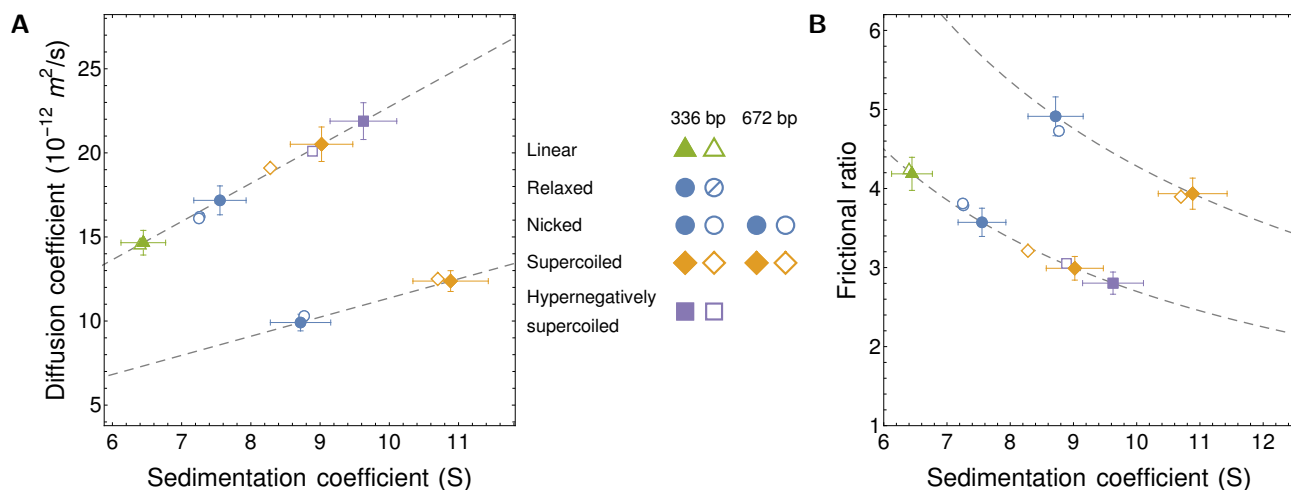 A
Diffusion coefficient (10⁻¹² m²/s)
25
20
15
10
5
6 7 8 9 10 11
Sedimentation coefficient (S)
336 bp 672 bp
Linear
Relaxed
Nicked
Supercoiled
Hypernegatively
supercoiled
B
Frictional ratio
6
5
4
3
2
1
6 7 8 9 10 11 12
Sedimentation coefficient (S)